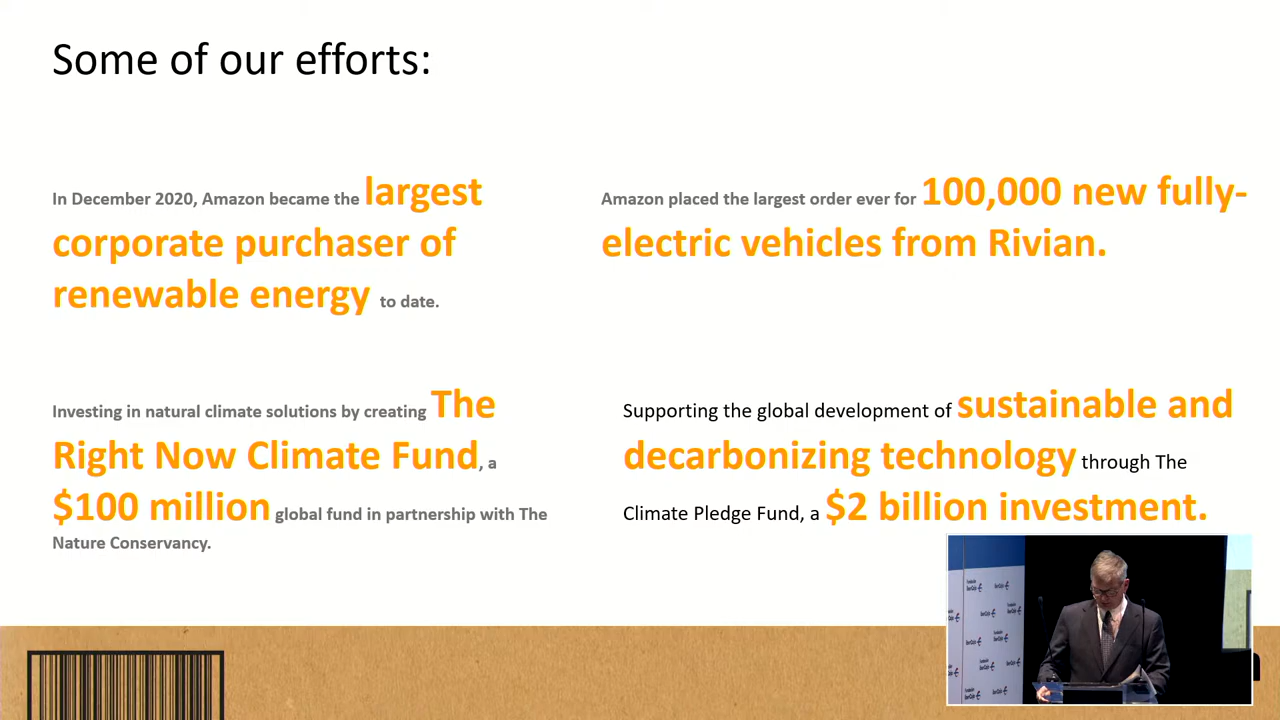 Some of our efforts:
In December 2020, Amazon became the largest
corporate purchaser of
renewable energy to date.
Amazon placed the largest order ever for 100,000 new fully-
electric vehicles from Rivian.
Investing in natural climate solutions by creating The
Right Now Climate Fund, a
$100 million global fund in partnership with The
Nature Conservancy.
Supporting the global development of sustainable and
decarbonizing technology through The
Climate Pledge Fund, a $2 billion investment.